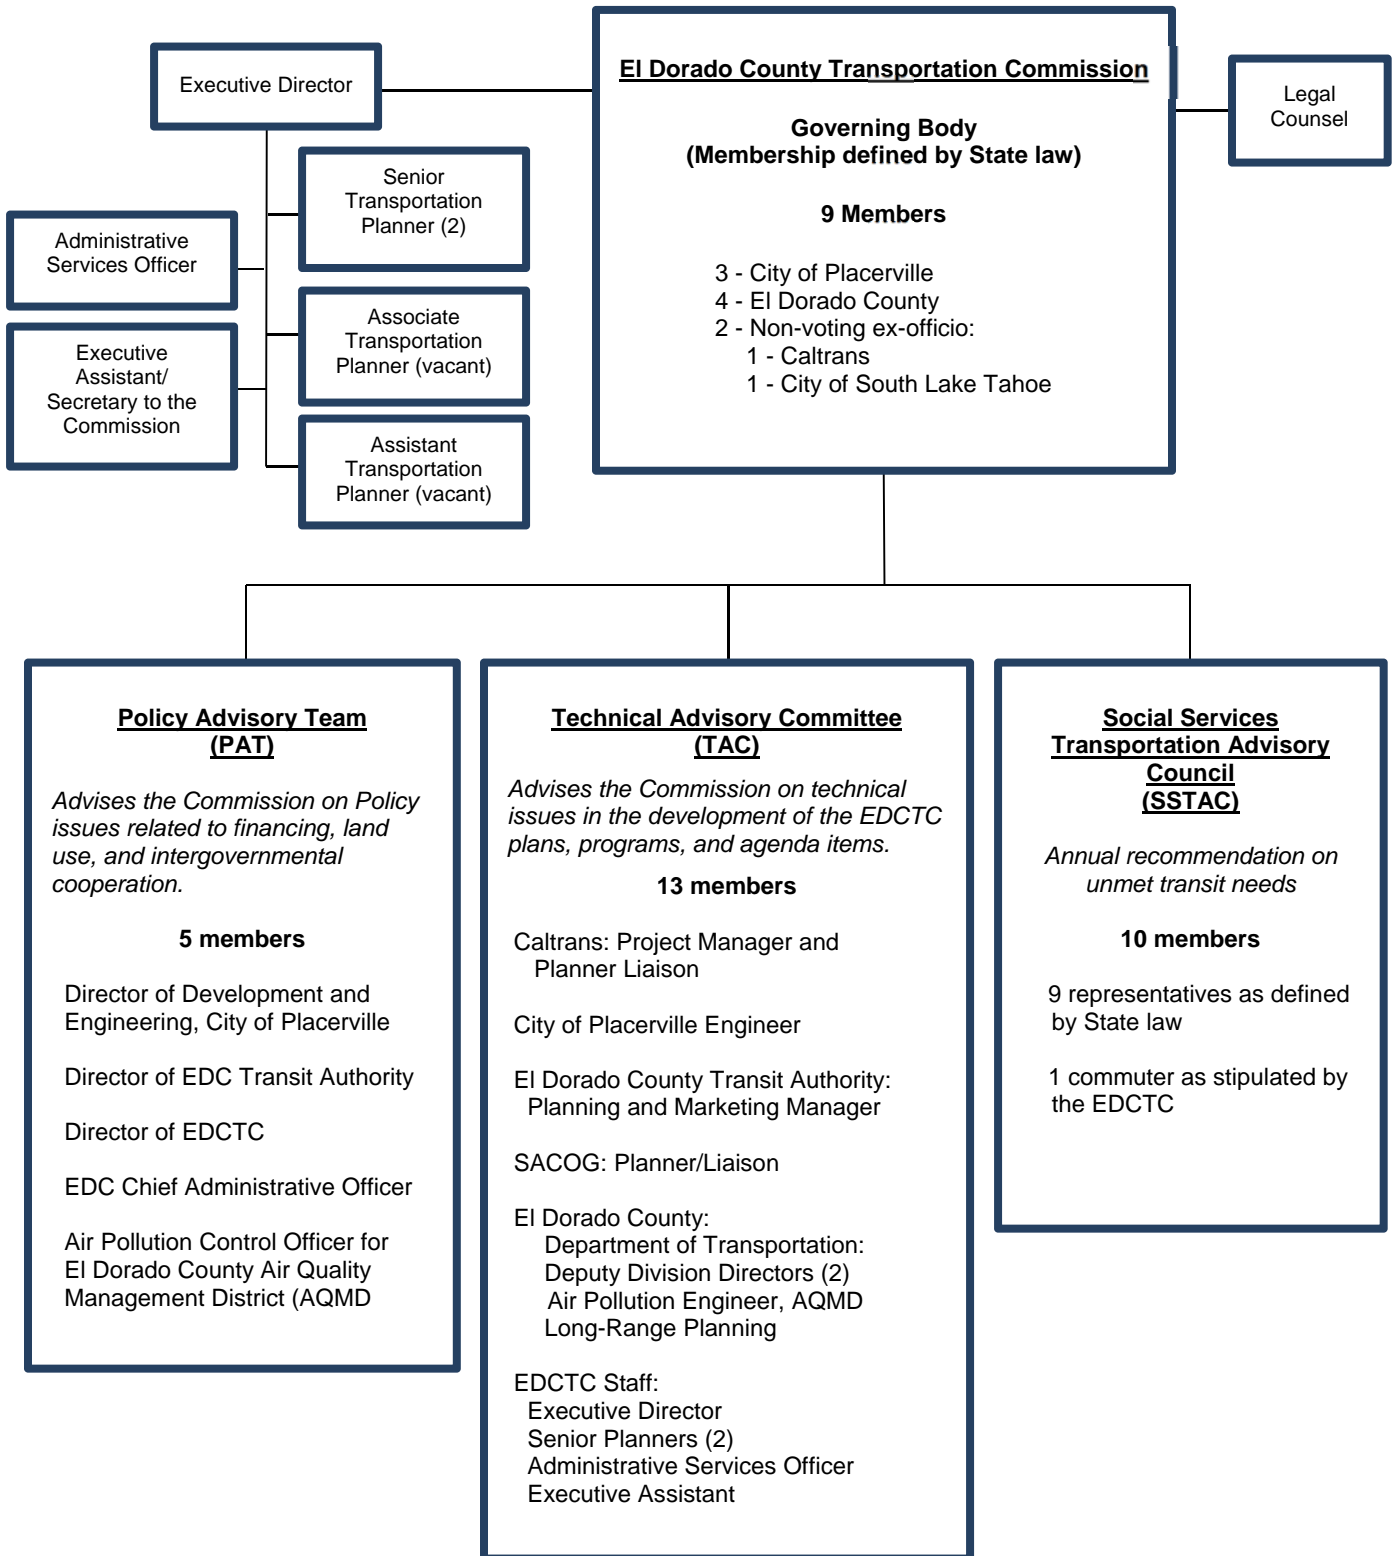 Executive Director
El Dorado County Transportation Commission
Governing Body
(Membership defined by State law)
9 Members
3 - City of Placerville
4 - El Dorado County
2 - Non-voting ex-officio:
1 - Caltrans
1 - City of South Lake Tahoe
Legal
Counsel
Senior
Transportation
Planner (2)
Administrative
Services Officer
Associate
Transportation
Planner (vacant)
Executive
Assistant/
Secretary to the
Commission
Assistant
Transportation
Planner (vacant)
Policy Advisory Team
(PAT)
Advises the Commission on Policy
issues related to financing, land
use, and intergovernmental
cooperation.
5 members
Director of Development and
Engineering, City of Placerville
Director of EDC Transit Authority
Director of EDCTC
EDC Chief Administrative Officer
Air Pollution Control Officer for
El Dorado County Air Quality
Management District (AQMD
Technical Advisory Committee
(TAC)
Advises the Commission on technical
issues in the development of the EDCTC
plans, programs, and agenda items.
13 members
Caltrans: Project Manager and
Planner Liaison
City of Placerville Engineer
El Dorado County Transit Authority:
Planning and Marketing Manager
SACOG: Planner/Liaison
El Dorado County:
Department of Transportation:
Deputy Division Directors (2)
Air Pollution Engineer, AQMD
Long-Range Planning
EDCTC Staff:
Executive Director
Senior Planners (2)
Administrative Services Officer
Executive Assistant
Social Services
Transportation Advisory
Council
(SSTAC)
Annual recommendation on
unmet transit needs
10 members
9 representatives as defined
by State law
1 commuter as stipulated by
the EDCTC